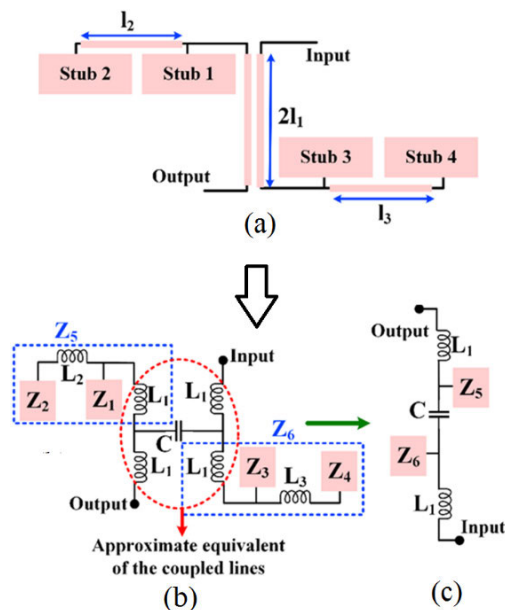 l₂
Stub 2
Stub 1
Input
2l₁
Stub 3
Stub 4
Output
l₃
(a)
Z₅
L₂
Z₂
Z₁
L₁
L₁
Input
C
Z₆
L₁
L₁
Z₃
L₃
Z₄
Output
Approximate equivalent
of the coupled lines
(b)
Output
L₁
Z₅
C
Z₆
L₁
Input
(c)